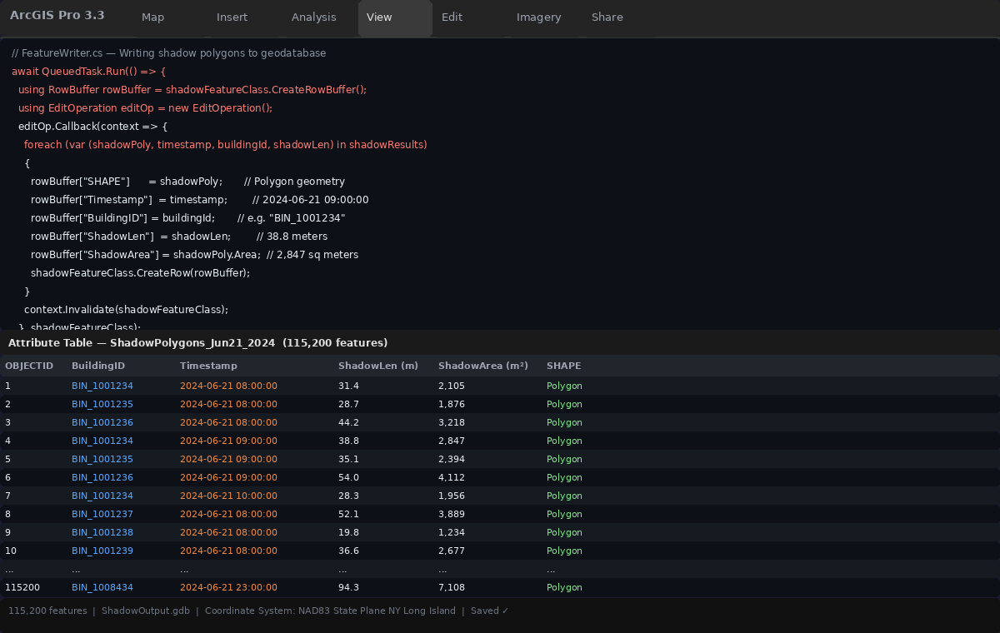 ArcGIS Pro 3.3 Map Insert Analysis View Edit Imagery Share
// FeatureWriter.cs — Writing shadow polygons to geodatabase
await QueuedTask.Run(() => {
using RowBuffer rowBuffer = shadowFeatureClass.CreateRowBuffer();
using EditOperation editOp = new EditOperation();
editOp.Callback(context => {
foreach (var (shadowPoly, timestamp, buildingId, shadowLen) in shadowResults)
{
rowBuffer["SHAPE"] = shadowPoly; // Polygon geometry
rowBuffer["Timestamp"] = timestamp; // 2024-06-21 09:00:00
rowBuffer["BuildingID"] = buildingId; // e.g. "BIN_1001234"
rowBuffer["ShadowLen"] = shadowLen; // 38.8 meters
rowBuffer["ShadowArea"] = shadowPoly.Area; // 2,847 sq meters
shadowFeatureClass.CreateRow(rowBuffer);
}
context.Invalidate(shadowFeatureClass);
}, shadowFeatureClass);
Attribute Table — ShadowPolygons_Jun21_2024 (115,200 features)
OBJECTID BuildingID Timestamp ShadowLen (m) ShadowArea (m²) SHAPE
1 BIN_1001234 2024-06-21 08:00:00 31.4 2,105 Polygon
2 BIN_1001235 2024-06-21 08:00:00 28.7 1,876 Polygon
3 BIN_1001236 2024-06-21 08:00:00 44.2 3,218 Polygon
4 BIN_1001234 2024-06-21 09:00:00 38.8 2,847 Polygon
5 BIN_1001235 2024-06-21 09:00:00 35.1 2,394 Polygon
6 BIN_1001236 2024-06-21 09:00:00 54.0 4,112 Polygon
7 BIN_1001234 2024-06-21 10:00:00 28.3 1,956 Polygon
8 BIN_1001237 2024-06-21 08:00:00 52.1 3,889 Polygon
9 BIN_1001238 2024-06-21 08:00:00 19.8 1,234 Polygon
10 BIN_1001239 2024-06-21 08:00:00 36.6 2,677 Polygon
... ... ... ... ... ...
115200 BIN_1008434 2024-06-21 23:00:00 94.3 7,108 Polygon
115,200 features | ShadowOutput.gdb | Coordinate System: NAD83 State Plane NY Long Island | Saved ✓